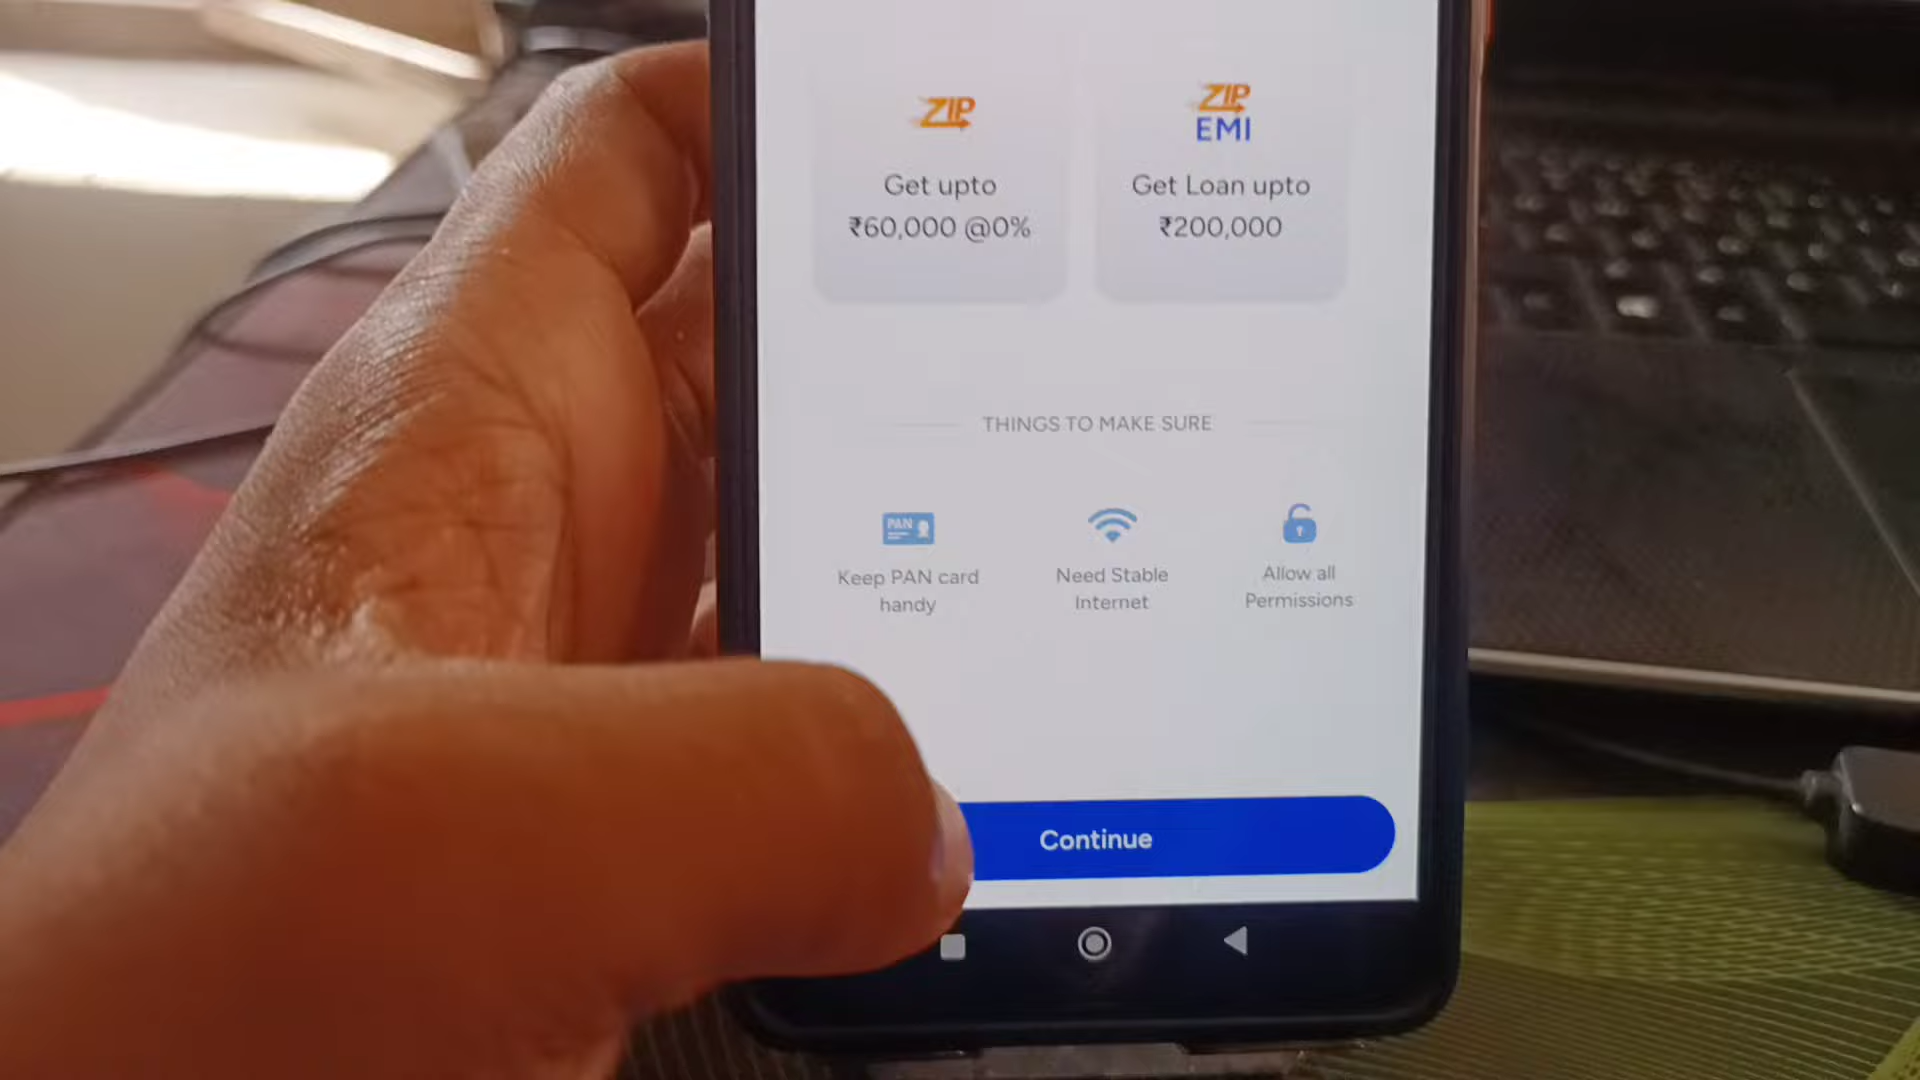 ZIP
Get upto
₹60,000 @0%
ZIP
EMI
Get Loan upto
₹200,000
THINGS TO MAKE SURE
PAN
Keep PAN card
handy
Need Stable
Internet
Allow all
Permissions
Continue